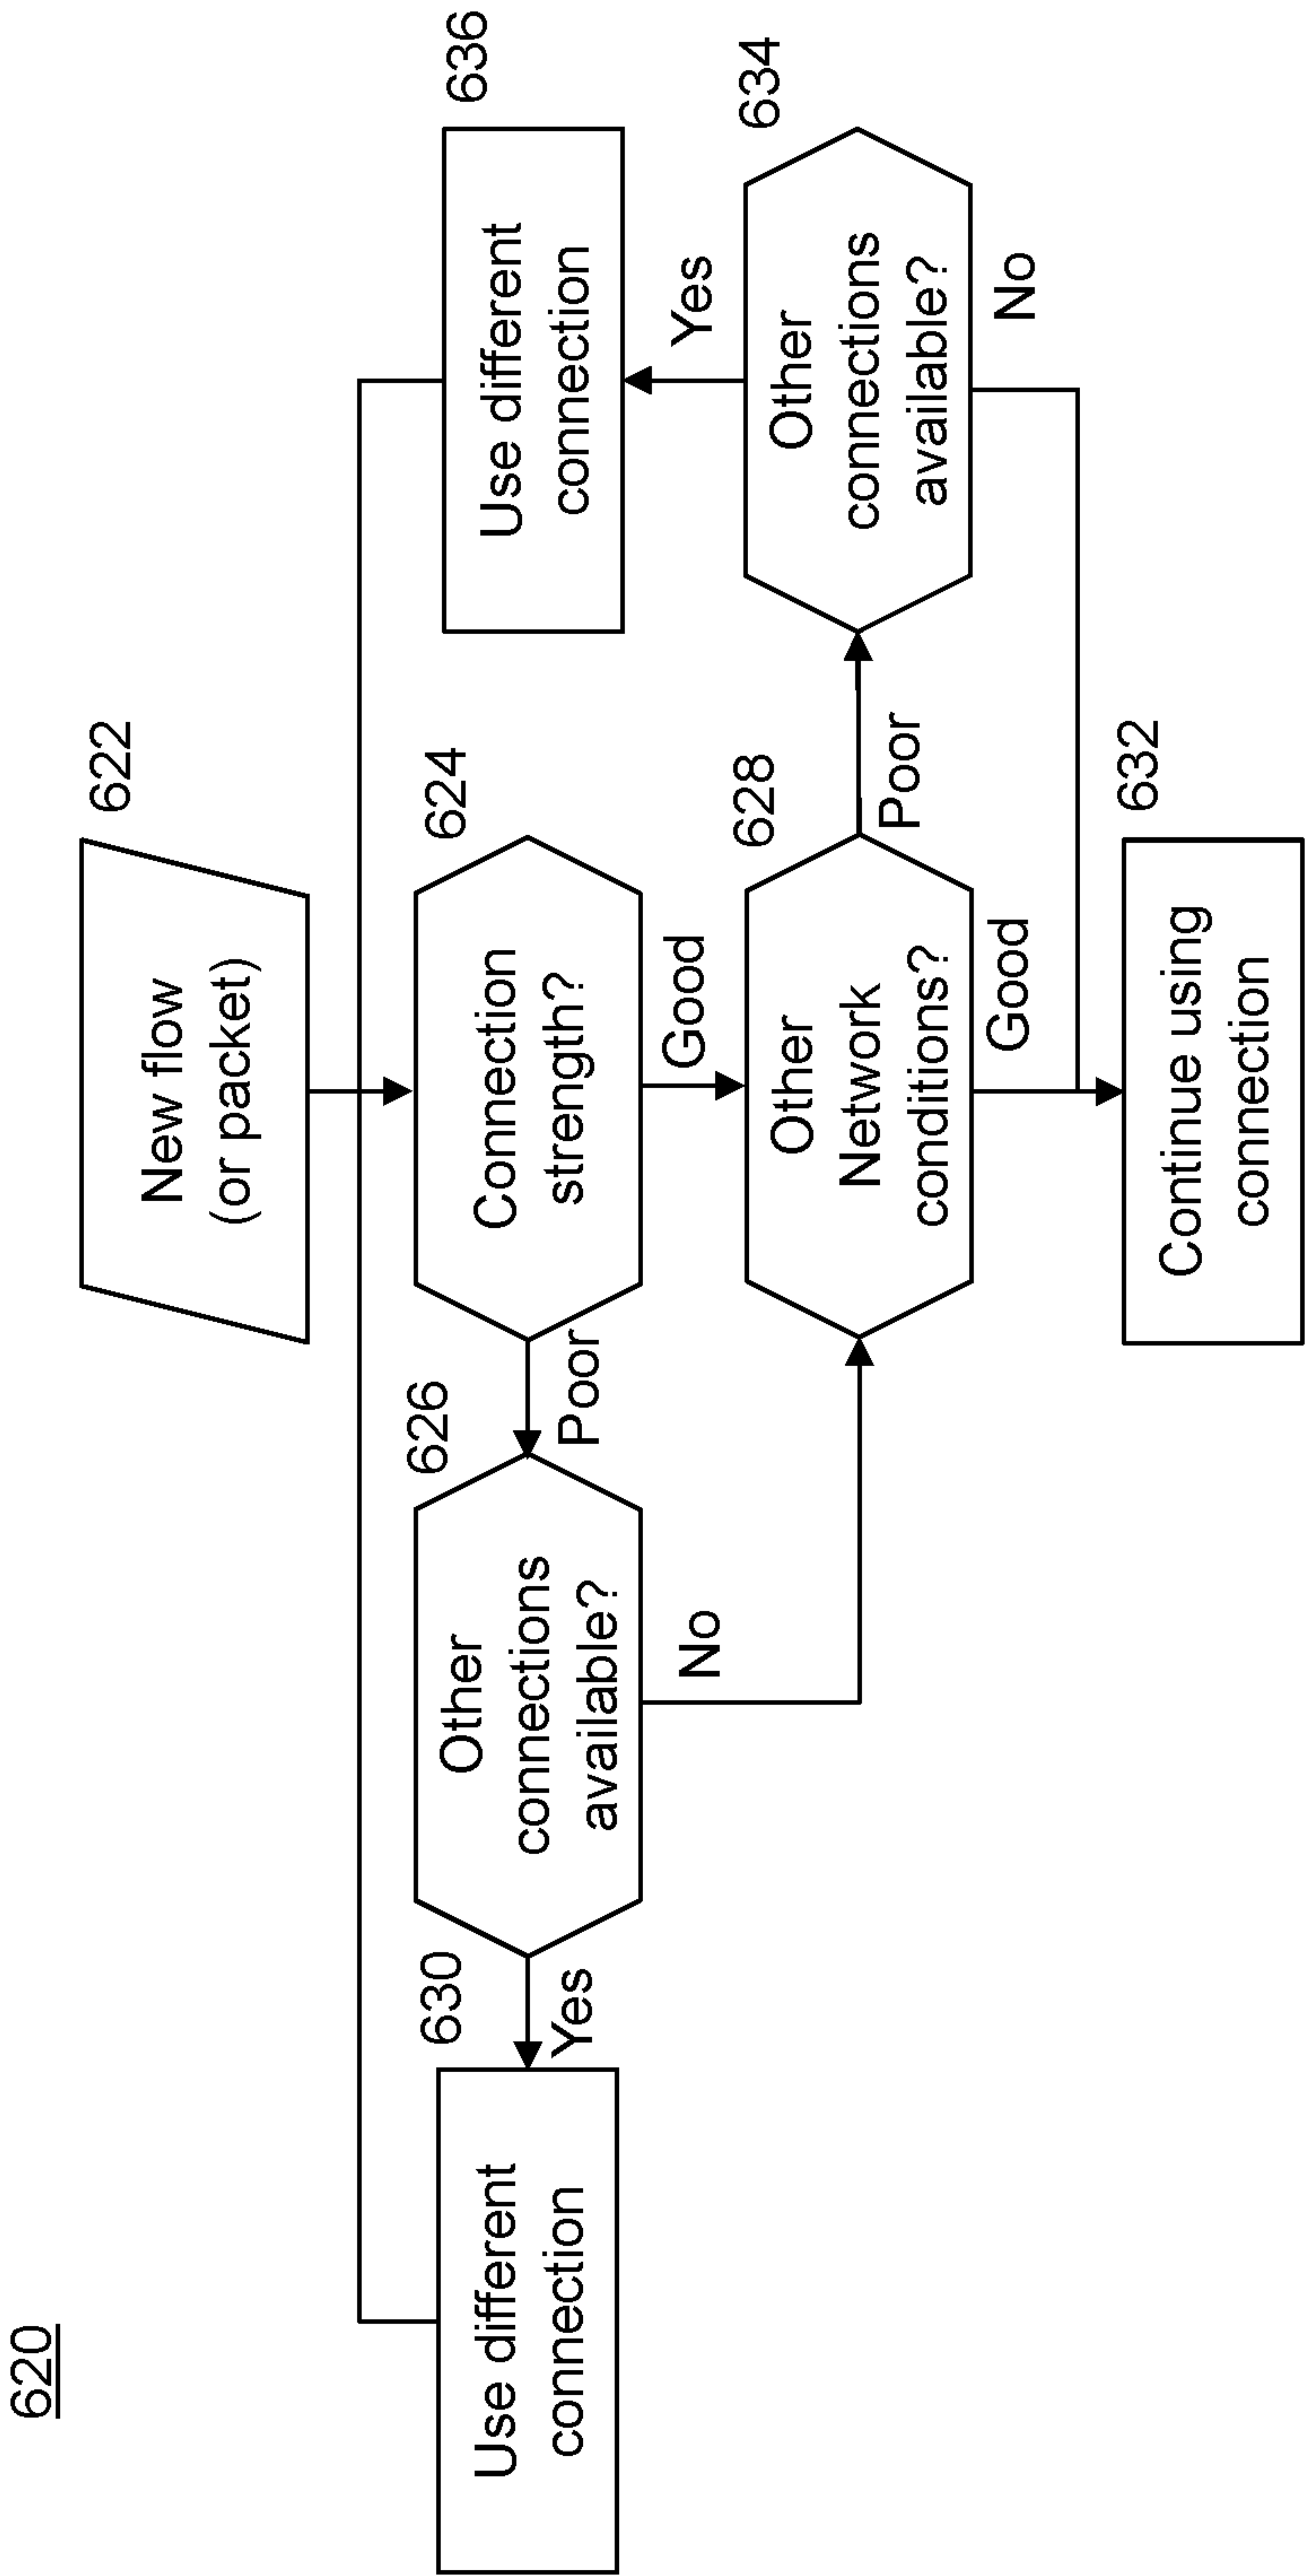 620
622
New flow
(or packet)
624
Connection
strength?
Poor
Good
626
Other
connections
available?
Yes
No
630
Use different
connection
628
Other
Network
conditions?
Poor
Good
634
Other
connections
available?
Yes
No
636
Use different
connection
632
Continue using
connection